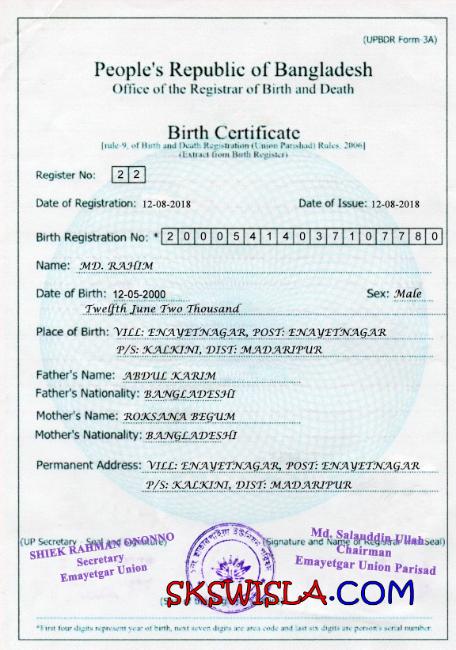 (UPBDR Form-3A)
People's Republic of Bangladesh
Office of the Registrar of Birth and Death
Birth Certificate
[rule-9, of Birth and Death Registration (Union Parishad) Rules, 2006]
(Extract from Birth Register)
Register No: 2 2
Date of Registration: 12-08-2018 Date of Issue: 12-08-2018
Birth Registration No: * 2 0 0 0 5 4 1 4 0 3 7 1 0 7 7 8 0
Name: MD. RAHIM
Date of Birth: 12-05-2000 Sex: Male
Twelfth June Two Thousand
Place of Birth: VILL: ENAYETNAGAR, POST: ENAYETNAGAR
P/S: KALKINI, DIST: MADARIPUR
Father's Name: ABDUL KARIM
Father's Nationality: BANGLADESHI
Mother's Name: ROKSANA BEGUM
Mother's Nationality: BANGLADESHI
Permanent Address: VILL: ENAYETNAGAR, POST: ENAYETNAGAR
P/S: KALKINI, DIST: MADARIPUR
(UP Secretary Seal and Signature) (Signature and Name of Registrar with Seal)
SHIEK RAHMAN ONONNO
Secretary
Emayetgar Union
Md. Salauddin Ullah
Chairman
Emayetgar Union Parisad
SKSWISLA.COM
*First four digits represent year of birth, next seven digits are area code and last six digits are person's serial number.